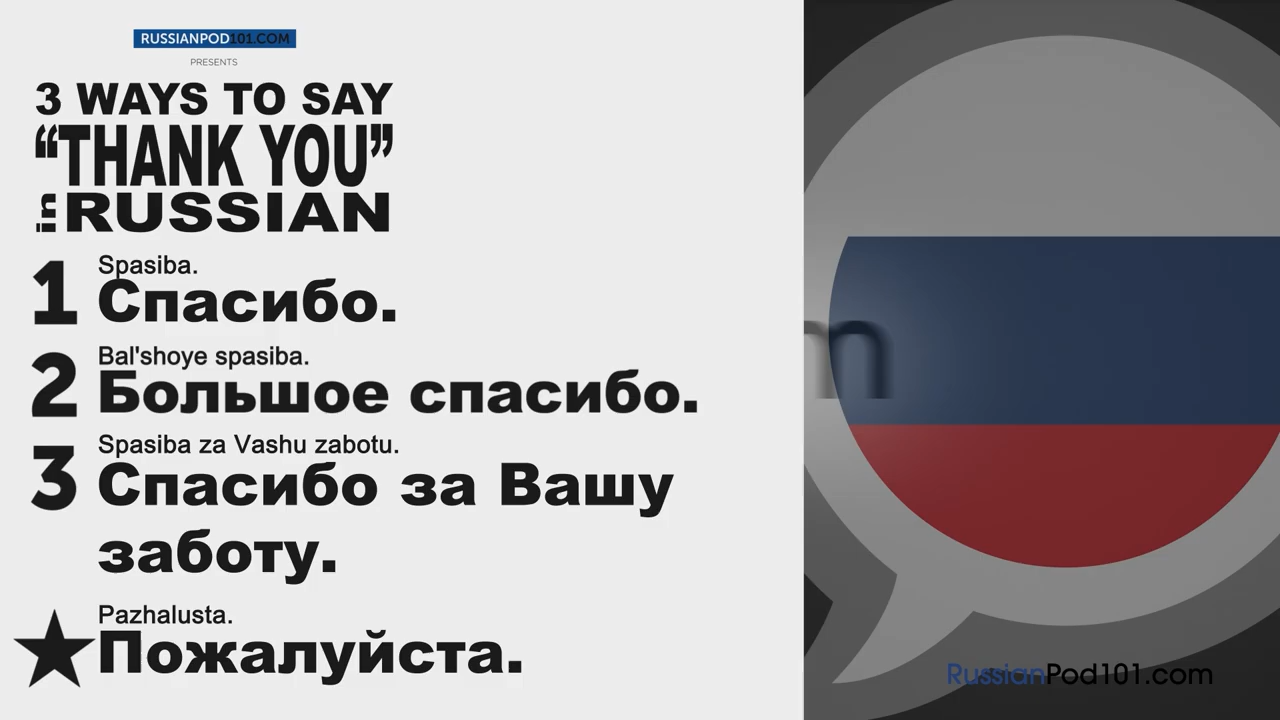 RUSSIANPOD101.COM
PRESENTS
3 WAYS TO SAY
“THANK YOU”
in RUSSIAN
1 Spasiba.
Спасибо.
2 Bal'shoye spasiba.
Большое спасибо.
3 Spasiba za Vashu zabotu.
Спасибо за Вашу
заботу.
Pazhalusta.
Пожалуйста.
m
RussianPod101.com